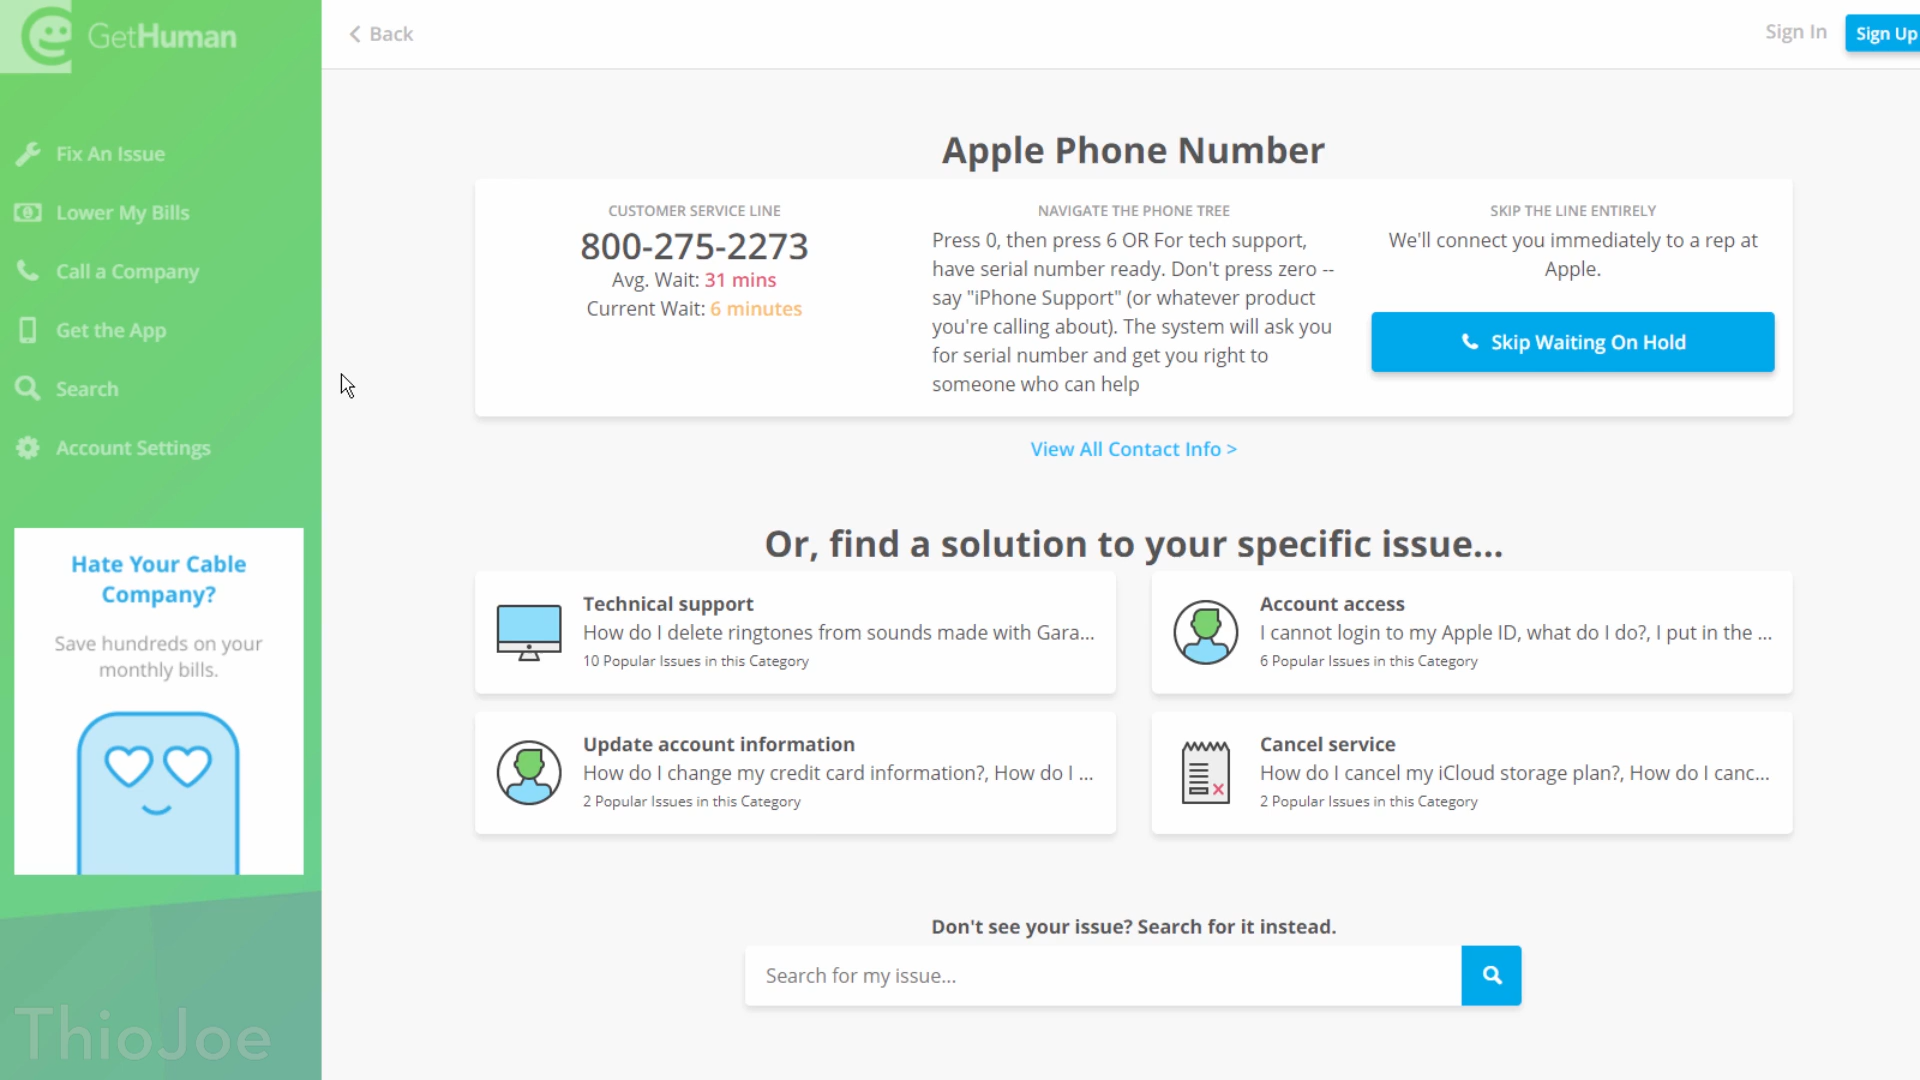 GetHuman
Back
Sign In
Sign Up
Fix An Issue
Lower My Bills
Call a Company
Get the App
Search
Account Settings
Hate Your Cable
Company?
Save hundreds on your
monthly bills.
ThioJoe
Apple Phone Number
CUSTOMER SERVICE LINE
800-275-2273
Avg. Wait: 31 mins
Current Wait: 6 minutes
NAVIGATE THE PHONE TREE
Press 0, then press 6 OR For tech support,
have serial number ready. Don't press zero --
say "iPhone Support" (or whatever product
you're calling about). The system will ask you
for serial number and get you right to
someone who can help
SKIP THE LINE ENTIRELY
We'll connect you immediately to a rep at
Apple.
Skip Waiting On Hold
View All Contact Info >
Or, find a solution to your specific issue...
Technical support
How do I delete ringtones from sounds made with Gara...
10 Popular Issues in this Category
Account access
I cannot login to my Apple ID, what do I do?, I put in the ...
6 Popular Issues in this Category
Update account information
How do I change my credit card information?, How do I ...
2 Popular Issues in this Category
Cancel service
How do I cancel my iCloud storage plan?, How do I canc...
2 Popular Issues in this Category
Don't see your issue? Search for it instead.
Search for my issue...